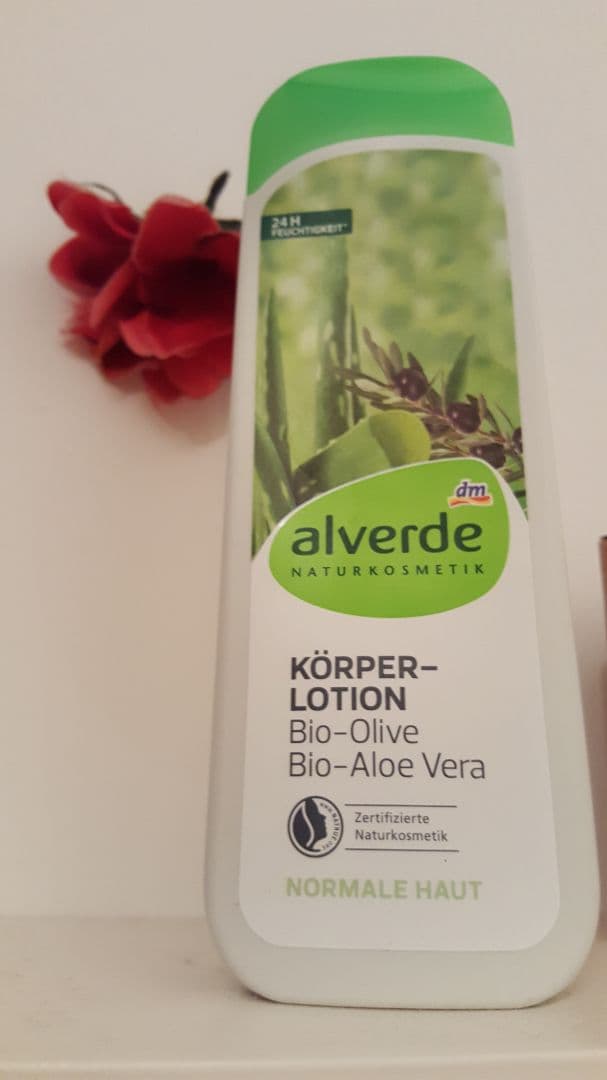 24 H
FEUCHTIGKEIT*
dm
alverde
NATURKOSMETIK
KÖRPER-
LOTION
Bio-Olive
Bio-Aloe Vera
Zertifizierte
Naturkosmetik
NORMALE HAUT